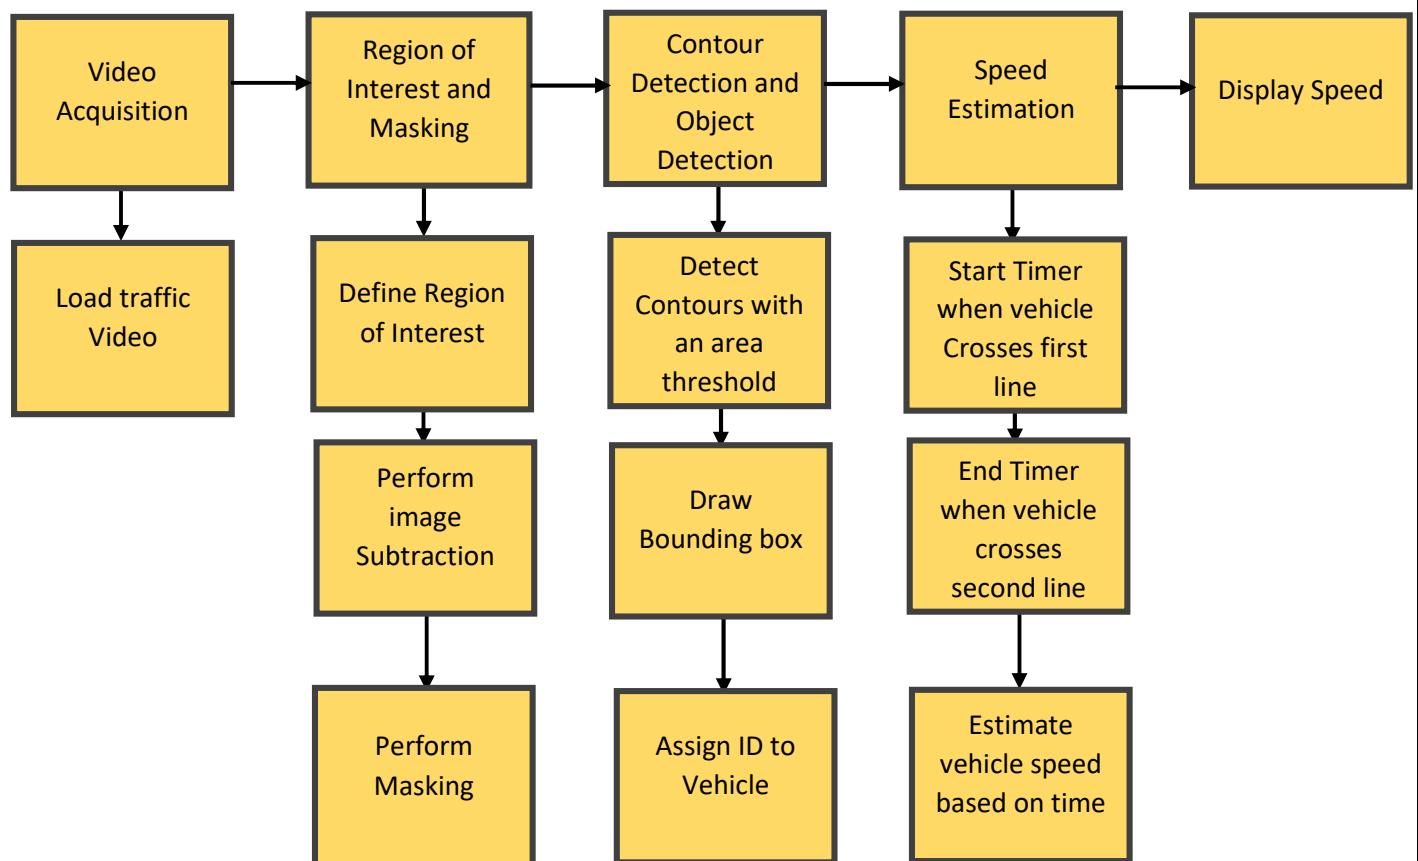 Video
Acquisition
Region of
Interest and
Masking
Contour
Detection and
Object
Detection
Speed
Estimation
Display Speed
Load traffic
Video
Define Region
of Interest
Detect
Contours with
an area
threshold
Start Timer
when vehicle
Crosses first
line
Perform
image
Subtraction
Draw
Bounding box
End Timer
when vehicle
crosses
second line
Perform
Masking
Assign ID to
Vehicle
Estimate
vehicle speed
based on time